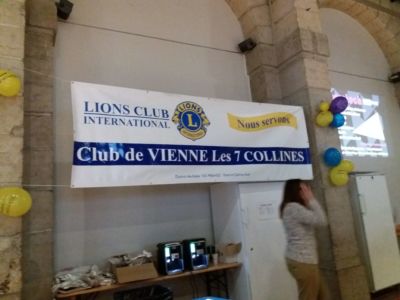 LIONS CLUB
INTERNATIONAL
LIONS
L
INTERNATIONAL
Nous servons
Club de VIENNE Les 7 COLLINES